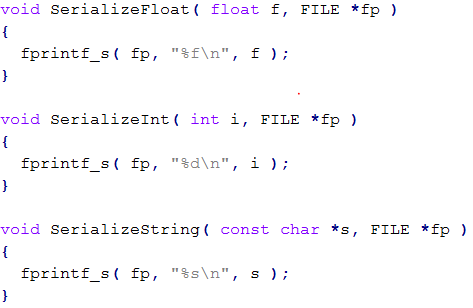 void SerializeFloat( float f, FILE *fp )
{
  fprintf_s( fp, "%f\n", f );
}
void SerializeInt( int i, FILE *fp )
{
  fprintf_s( fp, "%d\n", i );
}
void SerializeString( const char *s, FILE *fp )
{
  fprintf_s( fp, "%s\n", s );
}